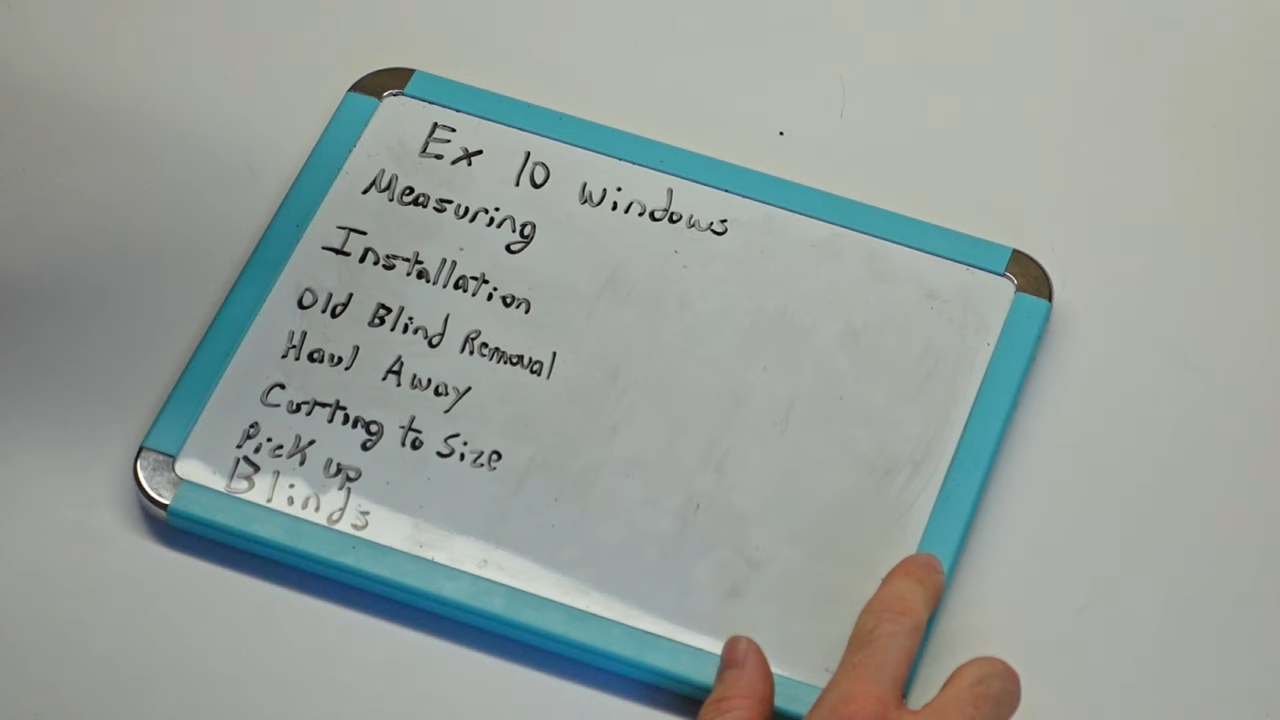 Ex 10 Windows
Measuring
Installation
Old Blind Removal
Haul Away
Cutting to Size
Pick up
Blinds